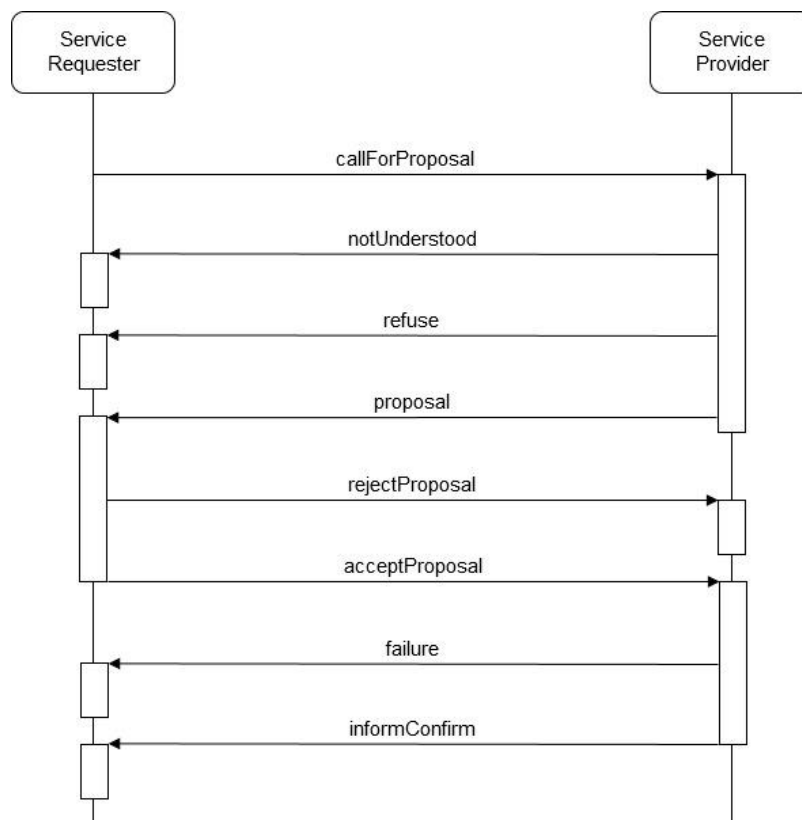 Service
Requester
Service
Provider
callForProposal
notUnderstood
refuse
proposal
rejectProposal
acceptProposal
failure
informConfirm